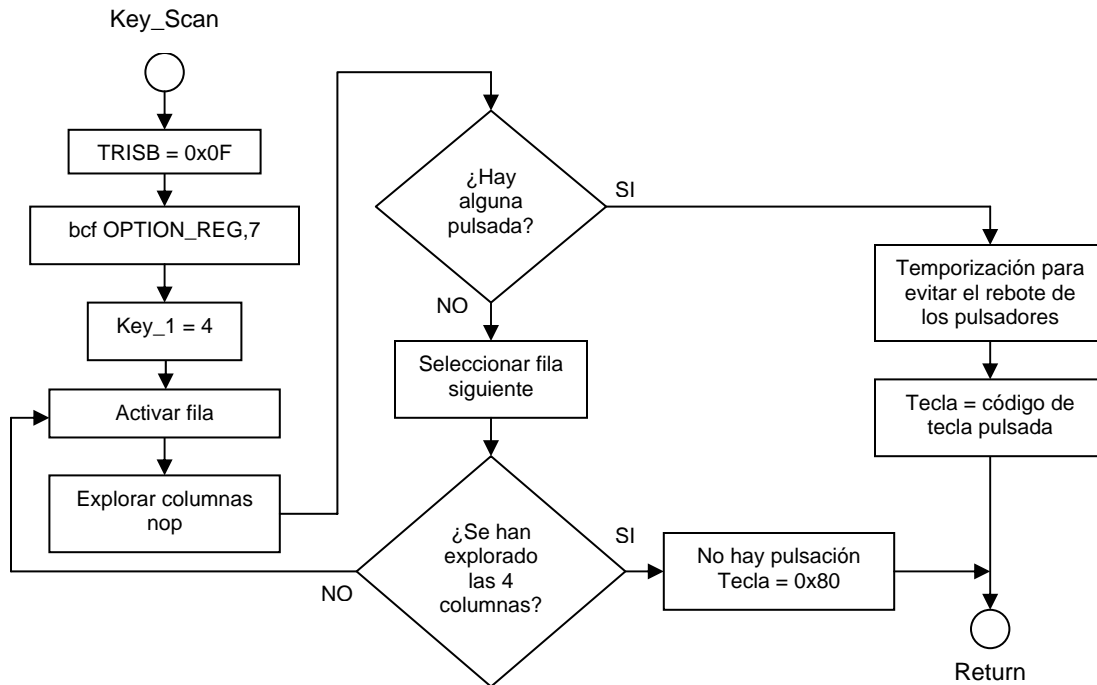 Key_Scan
TRISB = 0x0F
bcf OPTION_REG,7
Key_1 = 4
Activar fila
Explorar columnas
nop
¿Hay
alguna
pulsada?
SI
NO
Seleccionar fila
siguiente
¿Se han
explorado
las 4
columnas?
NO
SI
No hay pulsación
Tecla = 0x80
Temporización para
evitar el rebote de
los pulsadores
Tecla = código de
tecla pulsada
Return